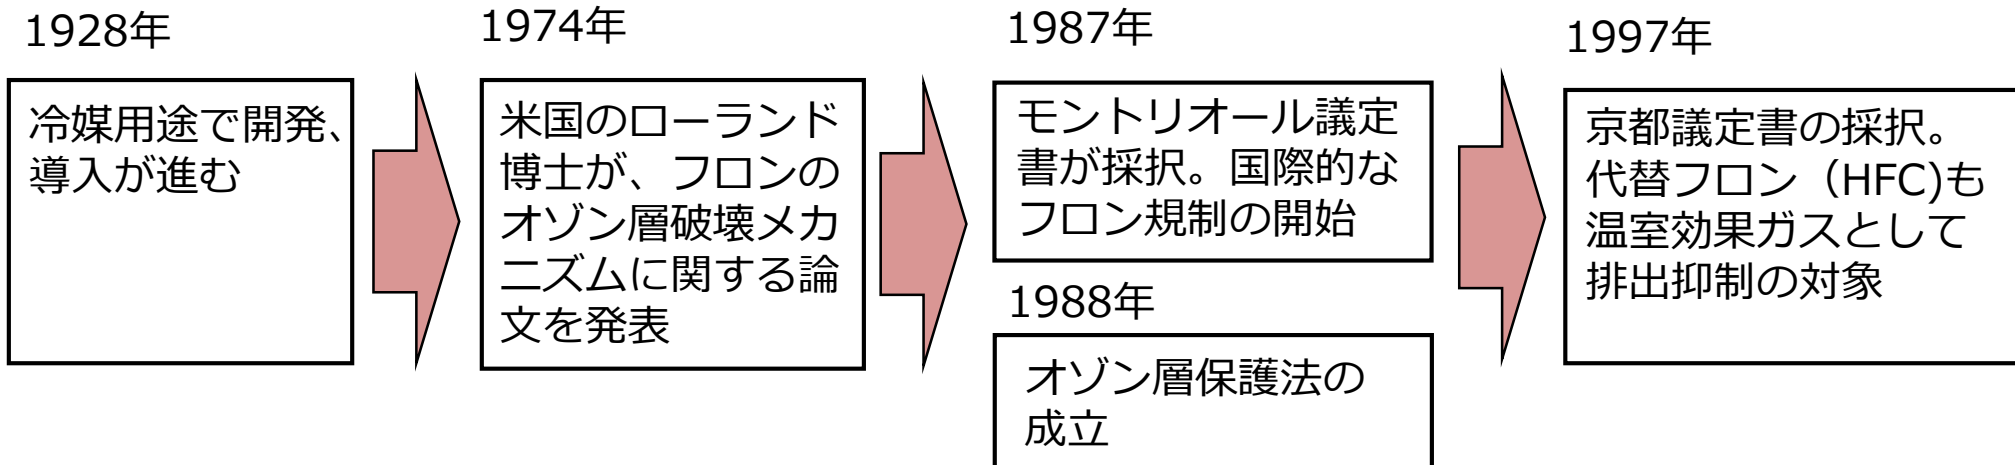 1928年
冷媒用途で開発、
導入が進む
1974年
米国のローランド
博士が、フロンの
オゾン層破壊メカ
ニズムに関する論
文を発表
1987年
モントリオール議定
書が採択。国際的な
フロン規制の開始
1988年
オゾン層保護法の
成立
1997年
京都議定書の採択。
代替フロン（HFC)も
温室効果ガスとして
排出抑制の対象